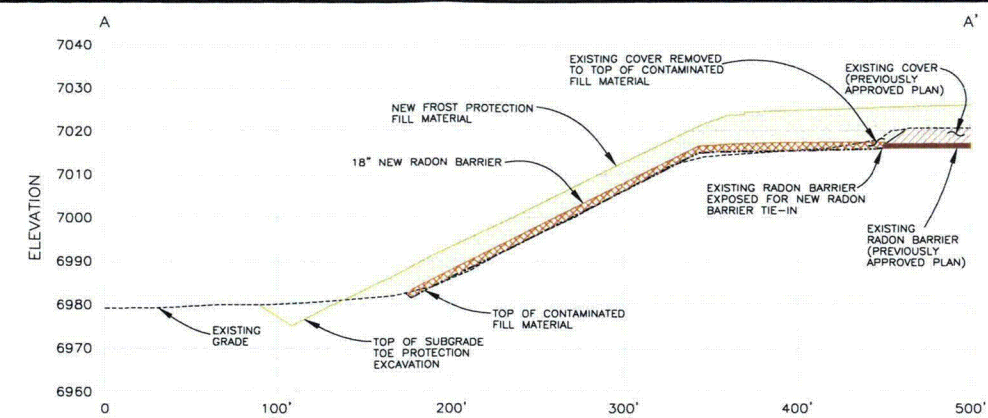 A
A'
ELEVATION
7040
7030
7020
7010
7000
6990
6980
6970
6960
EXISTING COVER REMOVED
TO TOP OF CONTAMINATED
FILL MATERIAL
EXISTING COVER
(PREVIOUSLY
APPROVED PLAN)
NEW FROST PROTECTION
FILL MATERIAL
18" NEW RADON BARRIER
EXISTING RADON BARRIER
EXPOSED FOR NEW RADON
BARRIER TIE-IN
EXISTING
RADON BARRIER
(PREVIOUSLY
APPROVED PLAN)
TOP OF CONTAMINATED
FILL MATERIAL
EXISTING
GRADE
TOP OF SUBGRADE
TOE PROTECTION
EXCAVATION
0
100'
200'
300'
400'
500'